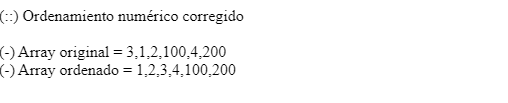 (::) Ordenamiento numérico corregido
(-) Array original = 3,1,2,100,4,200
(-) Array ordenado = 1,2,3,4,100,200